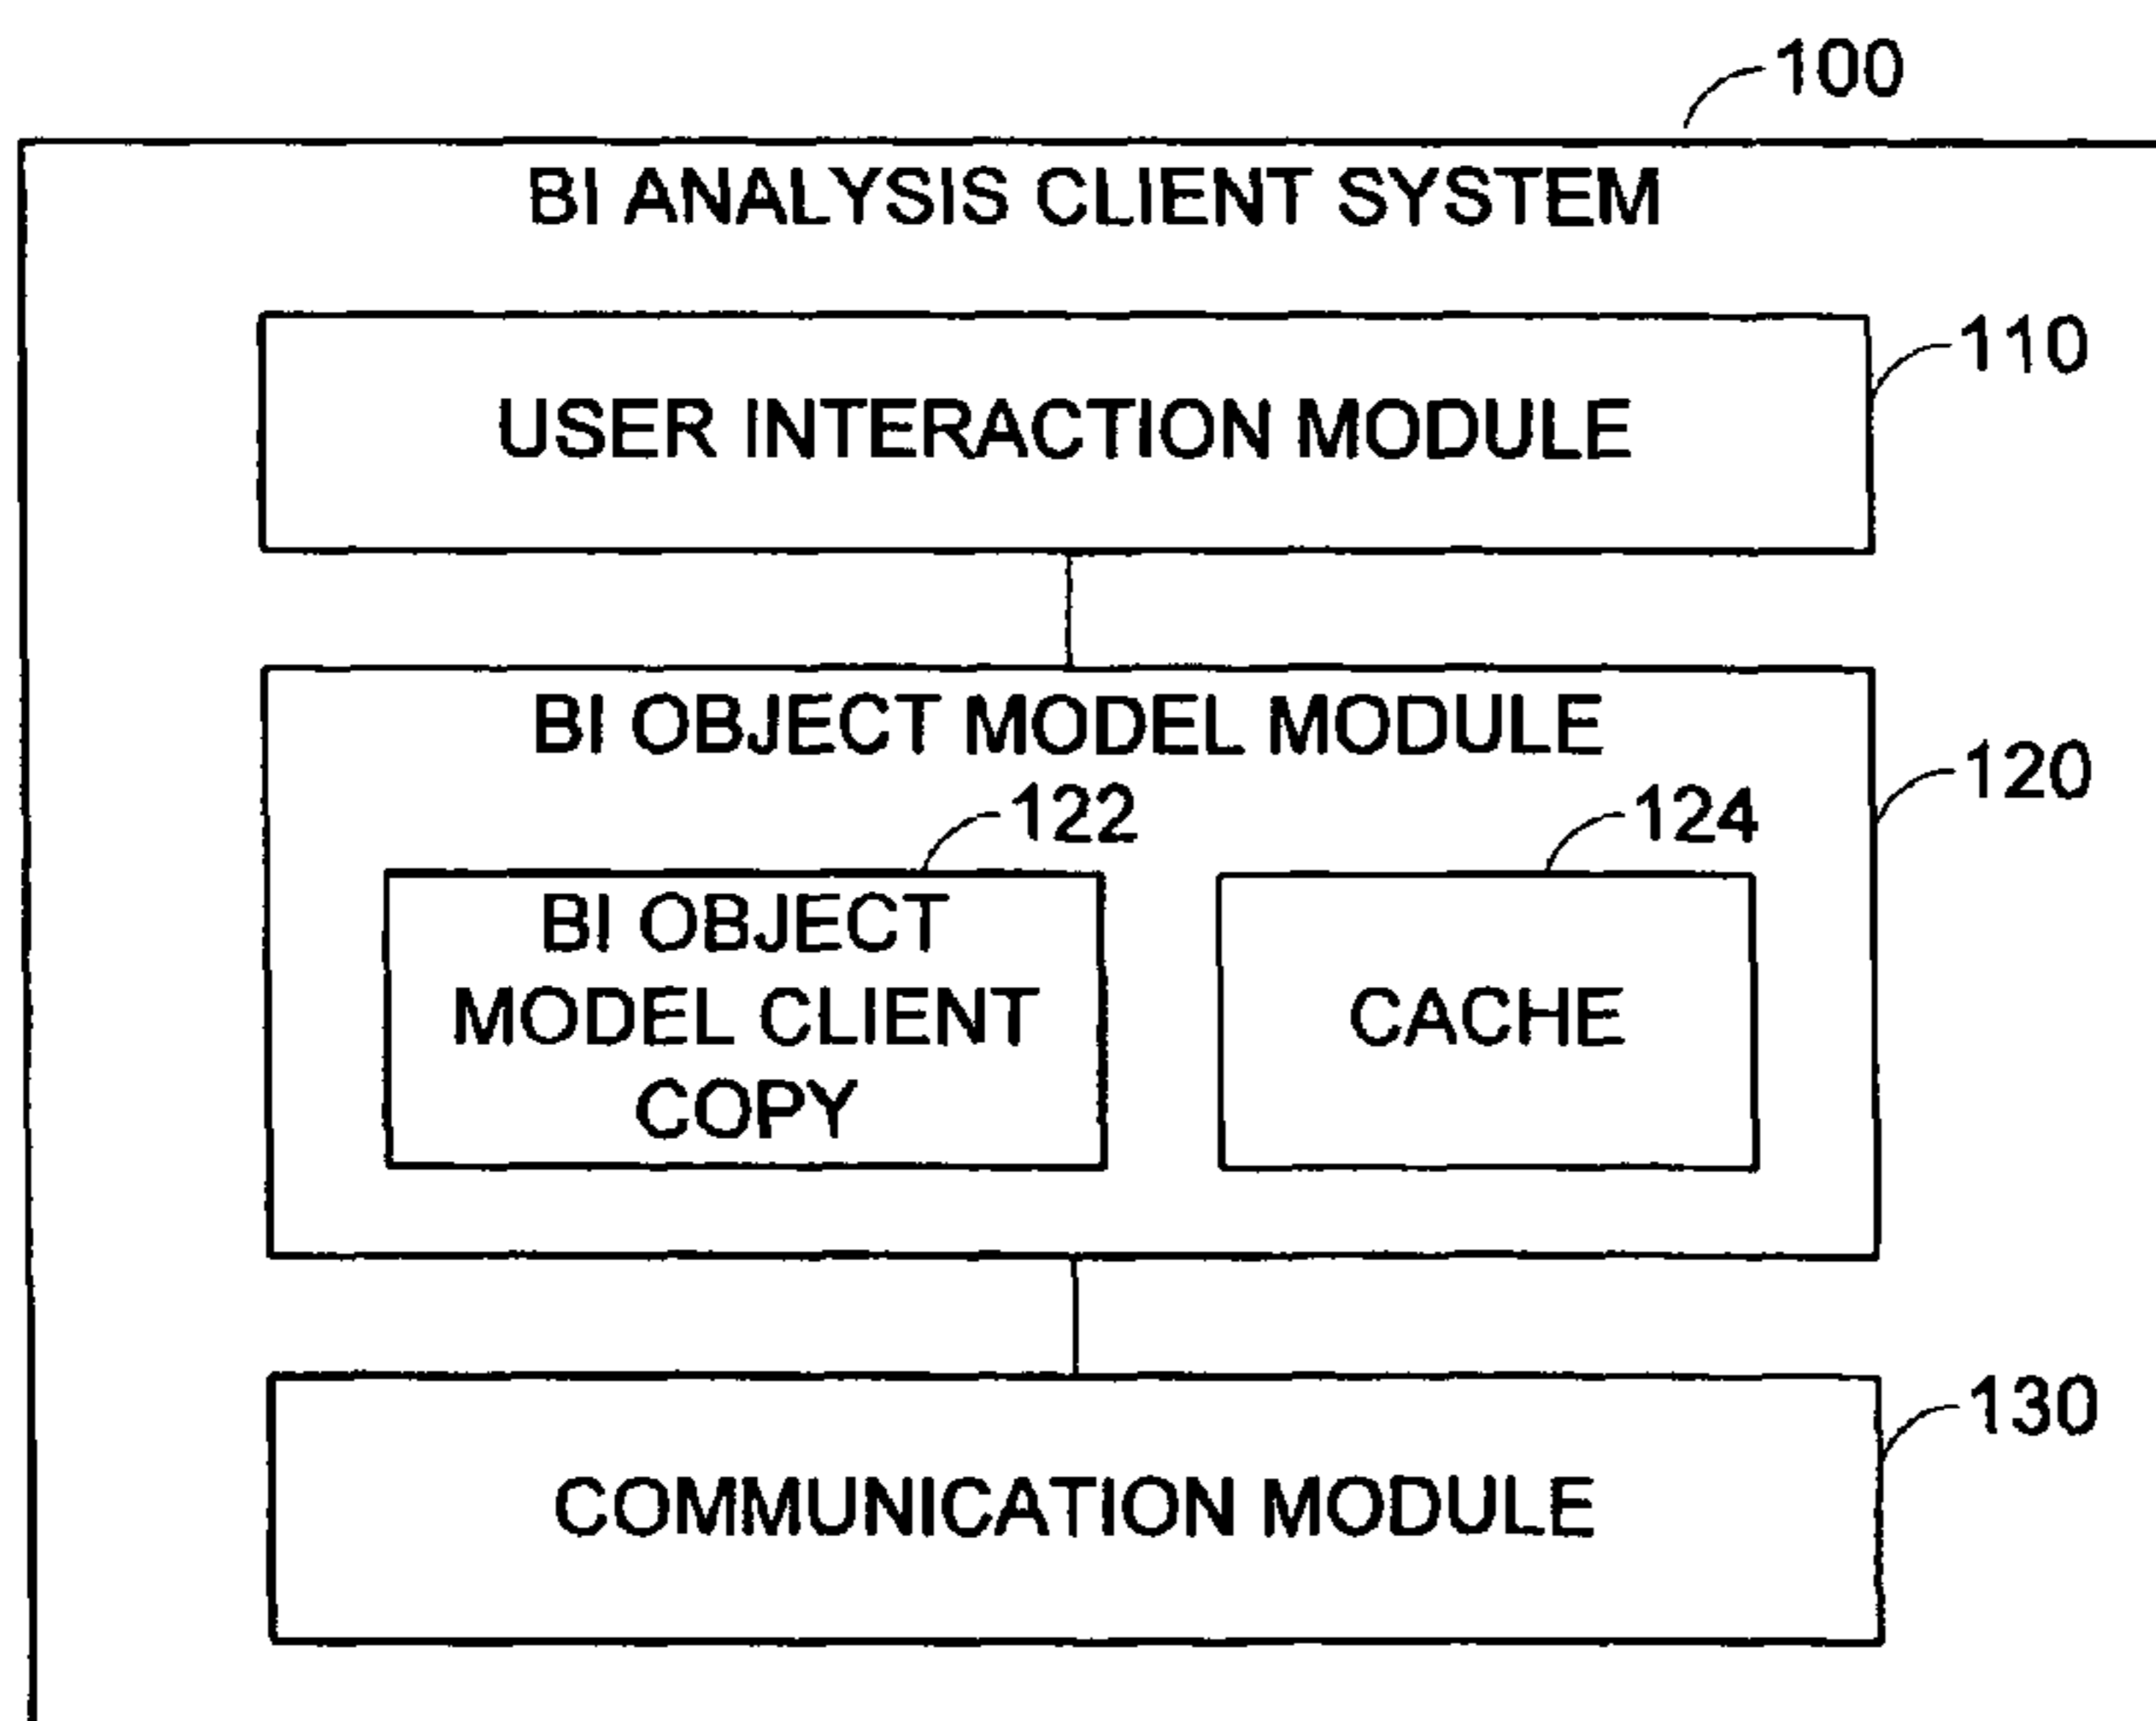 100
BI ANALYSIS CLIENT SYSTEM
110
USER INTERACTION MODULE
BI OBJECT MODEL MODULE
120
122
124
BI OBJECT
MODEL CLIENT
COPY
CACHE
130
COMMUNICATION MODULE